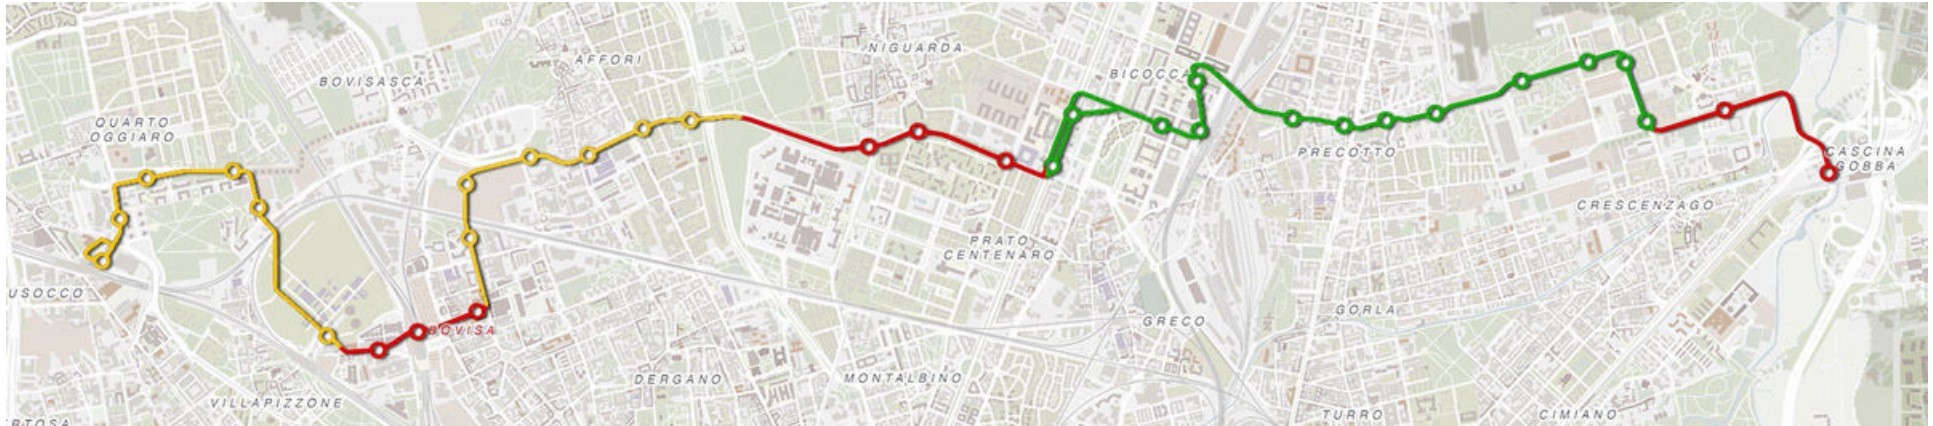 NIGUARDA
AFFORI
BICOCCA
BOVISASCA
QUARTO
OGGIARO
PRECOTTO
CASCINA
GOBBA
CRESCENZAGO
PRATO
CENTENARO
USOCCO
GORLA
GRECO
BOVISA
DERGANO
MONTALBINO
VILLAPIZZONE
TURRO
CIMIANO
RTOSA